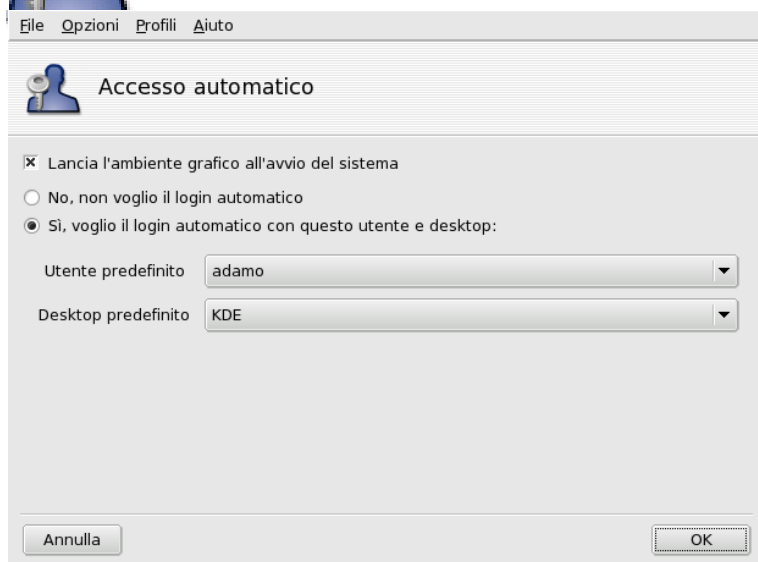 File Opzioni Profili Aiuto
Accesso automatico
Lancia l'ambiente grafico all'avvio del sistema
No, non voglio il login automatico
Sì, voglio il login automatico con questo utente e desktop:
Utente predefinito adamo
Desktop predefinito KDE
Annulla OK